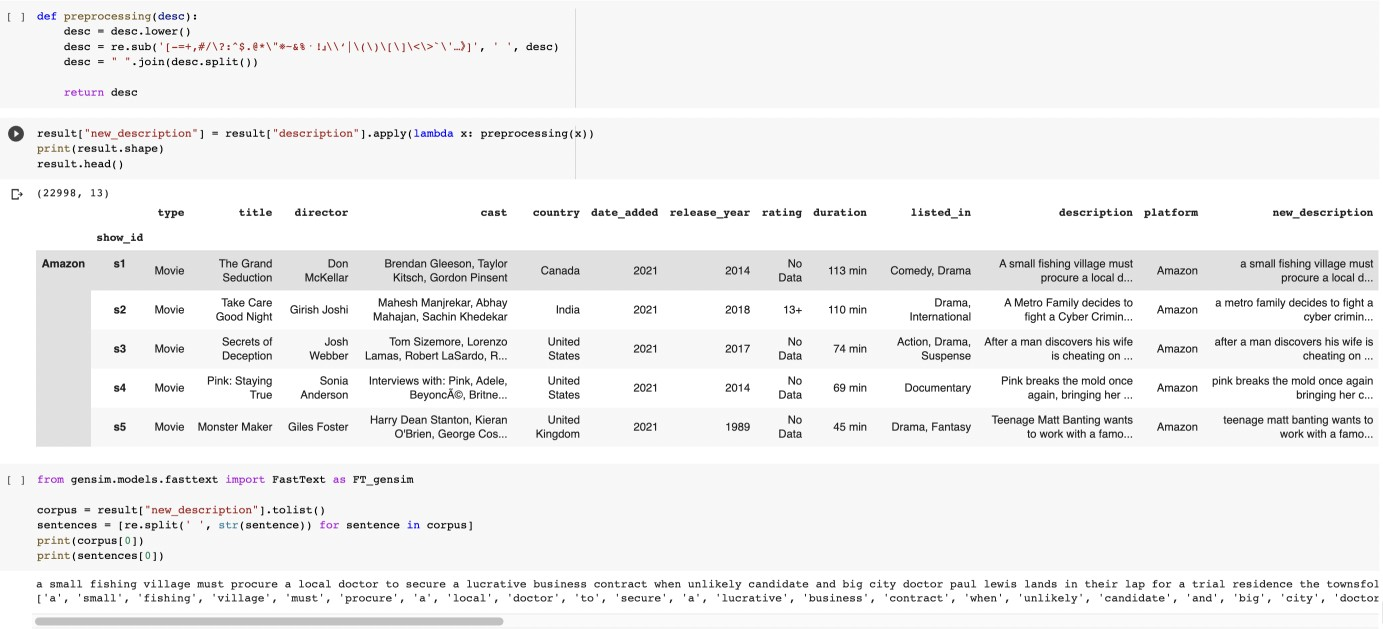 [ ] def preprocessing(desc):
desc = desc.lower()
desc = re.sub('[-=+,#/\?:^$.@*\"※~&%ㆍ!』\\‘|\(\)\[\]\<\>`\'…》]', ' ', desc)
desc = " ".join(desc.split())
return desc
result["new_description"] = result["description"].apply(lambda x: preprocessing(x))
print(result.shape)
result.head()
(22998, 13)
type title director cast country date_added release_year rating duration listed_in description platform new_description
show_id
Amazon s1 Movie The Grand Seduction Don McKellar Brendan Gleeson, Taylor Kitsch, Gordon Pinsent Canada 2021 2014 No Data 113 min Comedy, Drama A small fishing village must procure a local d... Amazon a small fishing village must procure a local d...
s2 Movie Take Care Good Night Girish Joshi Mahesh Manjrekar, Abhay Mahajan, Sachin Khedekar India 2021 2018 13+ 110 min Drama, International A Metro Family decides to fight a Cyber Crimin... Amazon a metro family decides to fight a cyber crimin...
s3 Movie Secrets of Deception Josh Webber Tom Sizemore, Lorenzo Lamas, Robert LaSardo, R... United States 2021 2017 No Data 74 min Action, Drama, Suspense After a man discovers his wife is cheating on ... Amazon after a man discovers his wife is cheating on ...
s4 Movie Pink: Staying True Sonia Anderson Interviews with: Pink, Adele, BeyoncÃ©, Britne... United States 2021 2014 No Data 69 min Documentary Pink breaks the mold once again, bringing her ... Amazon pink breaks the mold once again bringing her c...
s5 Movie Monster Maker Giles Foster Harry Dean Stanton, Kieran O'Brien, George Cos... United Kingdom 2021 1989 No Data 45 min Drama, Fantasy Teenage Matt Banting wants to work with a famo... Amazon teenage matt banting wants to work with a famo...
[ ] from gensim.models.fasttext import FastText as FT_gensim
corpus = result["new_description"].tolist()
sentences = [re.split(' ', str(sentence)) for sentence in corpus]
print(corpus[0])
print(sentences[0])
a small fishing village must procure a local doctor to secure a lucrative business contract when unlikely candidate and big city doctor paul lewis lands in their lap for a trial residence the townsfol
['a', 'small', 'fishing', 'village', 'must', 'procure', 'a', 'local', 'doctor', 'to', 'secure', 'a', 'lucrative', 'business', 'contract', 'when', 'unlikely', 'candidate', 'and', 'big', 'city', 'doctor